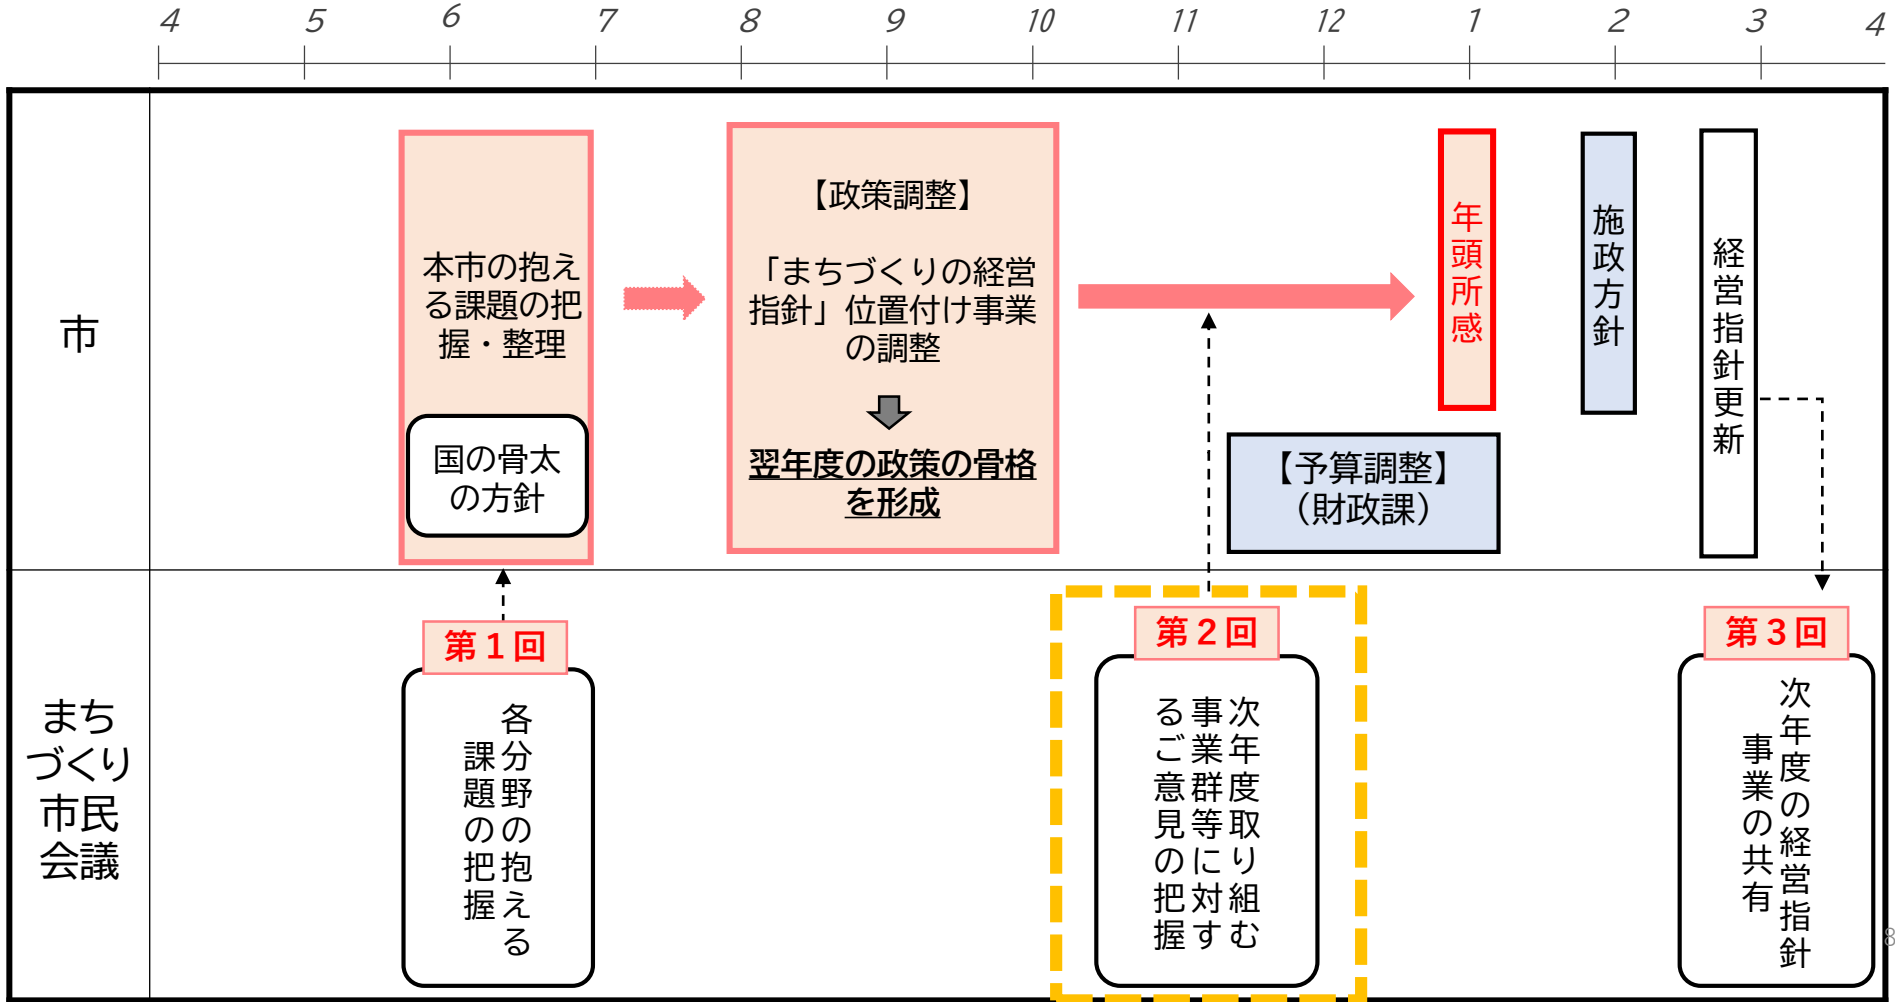 4 5 6 7 8 9 10 11 12 1 2 3 4
市
本市の抱え
る課題の把
握・整理
国の骨太
の方針
【政策調整】
「まちづくりの経営
指針」位置付け事業
の調整
翌年度の政策の骨格
を形成
年頭所感
施政方針
経営指針更新
【予算調整】
（財政課）
まち
づくり
市民
会議
第１回
各分野の抱える
課題の把握
第２回
次年度取り組む
事業群等に対す
るご意見の把握
第３回
次年度の経営指針
事業の共有
8